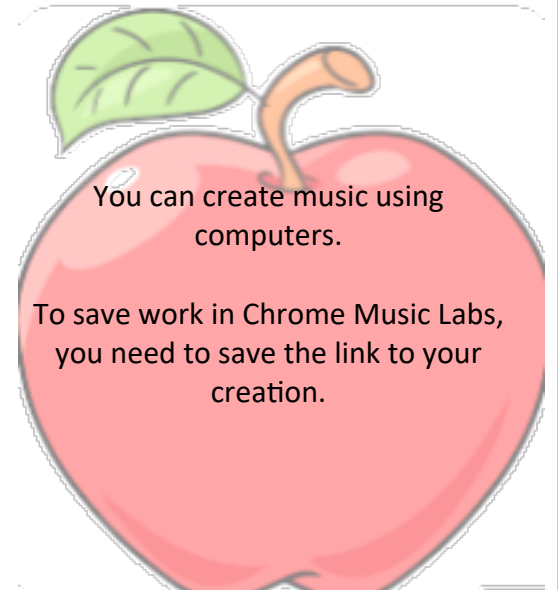 You can create music using
computers.
To save work in Chrome Music Labs,
you need to save the link to your
creation.